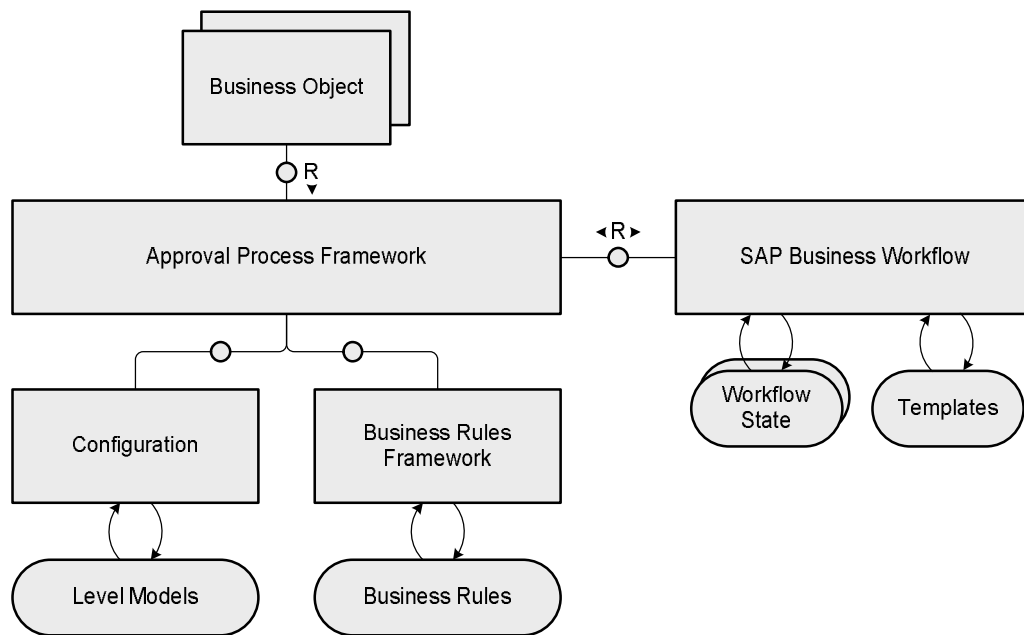 Business Object
R
Approval Process Framework
R
SAP Business Workflow
Configuration
Business Rules
Framework
Workflow
State
Templates
Level Models
Business Rules